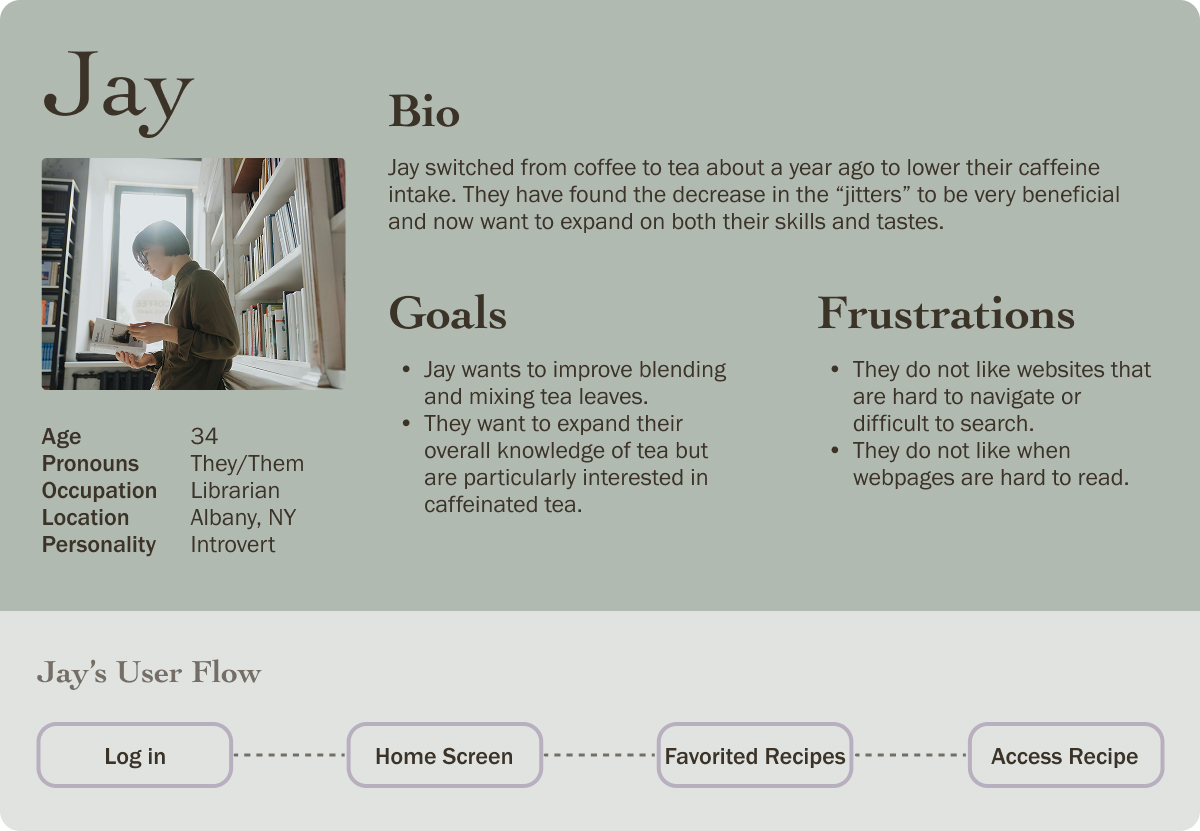 Jay
Bio
Jay switched from coffee to tea about a year ago to lower their caffeine
intake. They have found the decrease in the “jitters” to be very beneficial
and now want to expand on both their skills and tastes.
Age 34
Pronouns They/Them
Occupation Librarian
Location Albany, NY
Personality Introvert
Goals
• Jay wants to improve blending
and mixing tea leaves.
• They want to expand their
overall knowledge of tea but
are particularly interested in
caffeinated tea.
Frustrations
• They do not like websites that
are hard to navigate or
difficult to search.
• They do not like when
webpages are hard to read.
Jay’s User Flow
Log in
Home Screen
Favorited Recipes
Access Recipe